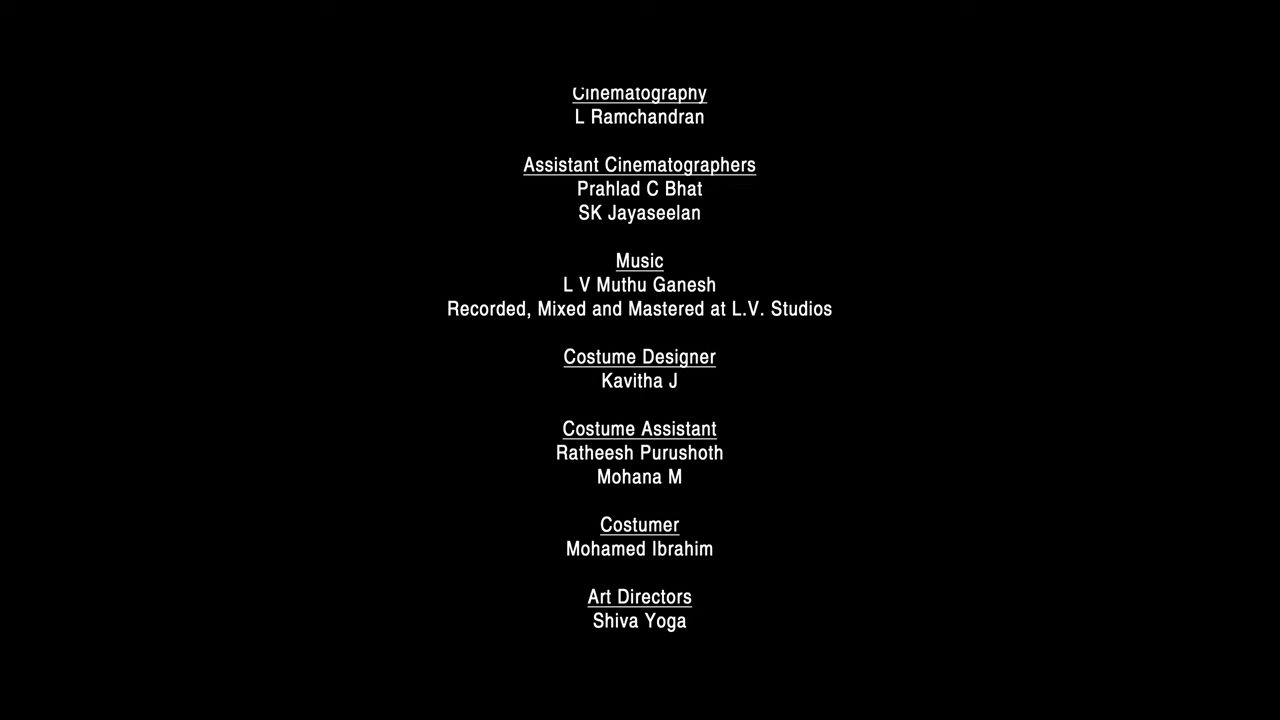 Cinematography
L Ramchandran
Assistant Cinematographers
Prahlad C Bhat
SK Jayaseelan
Music
L V Muthu Ganesh
Recorded, Mixed and Mastered at L.V. Studios
Costume Designer
Kavitha J
Costume Assistant
Ratheesh Purushoth
Mohana M
Costumer
Mohamed Ibrahim
Art Directors
Shiva Yoga